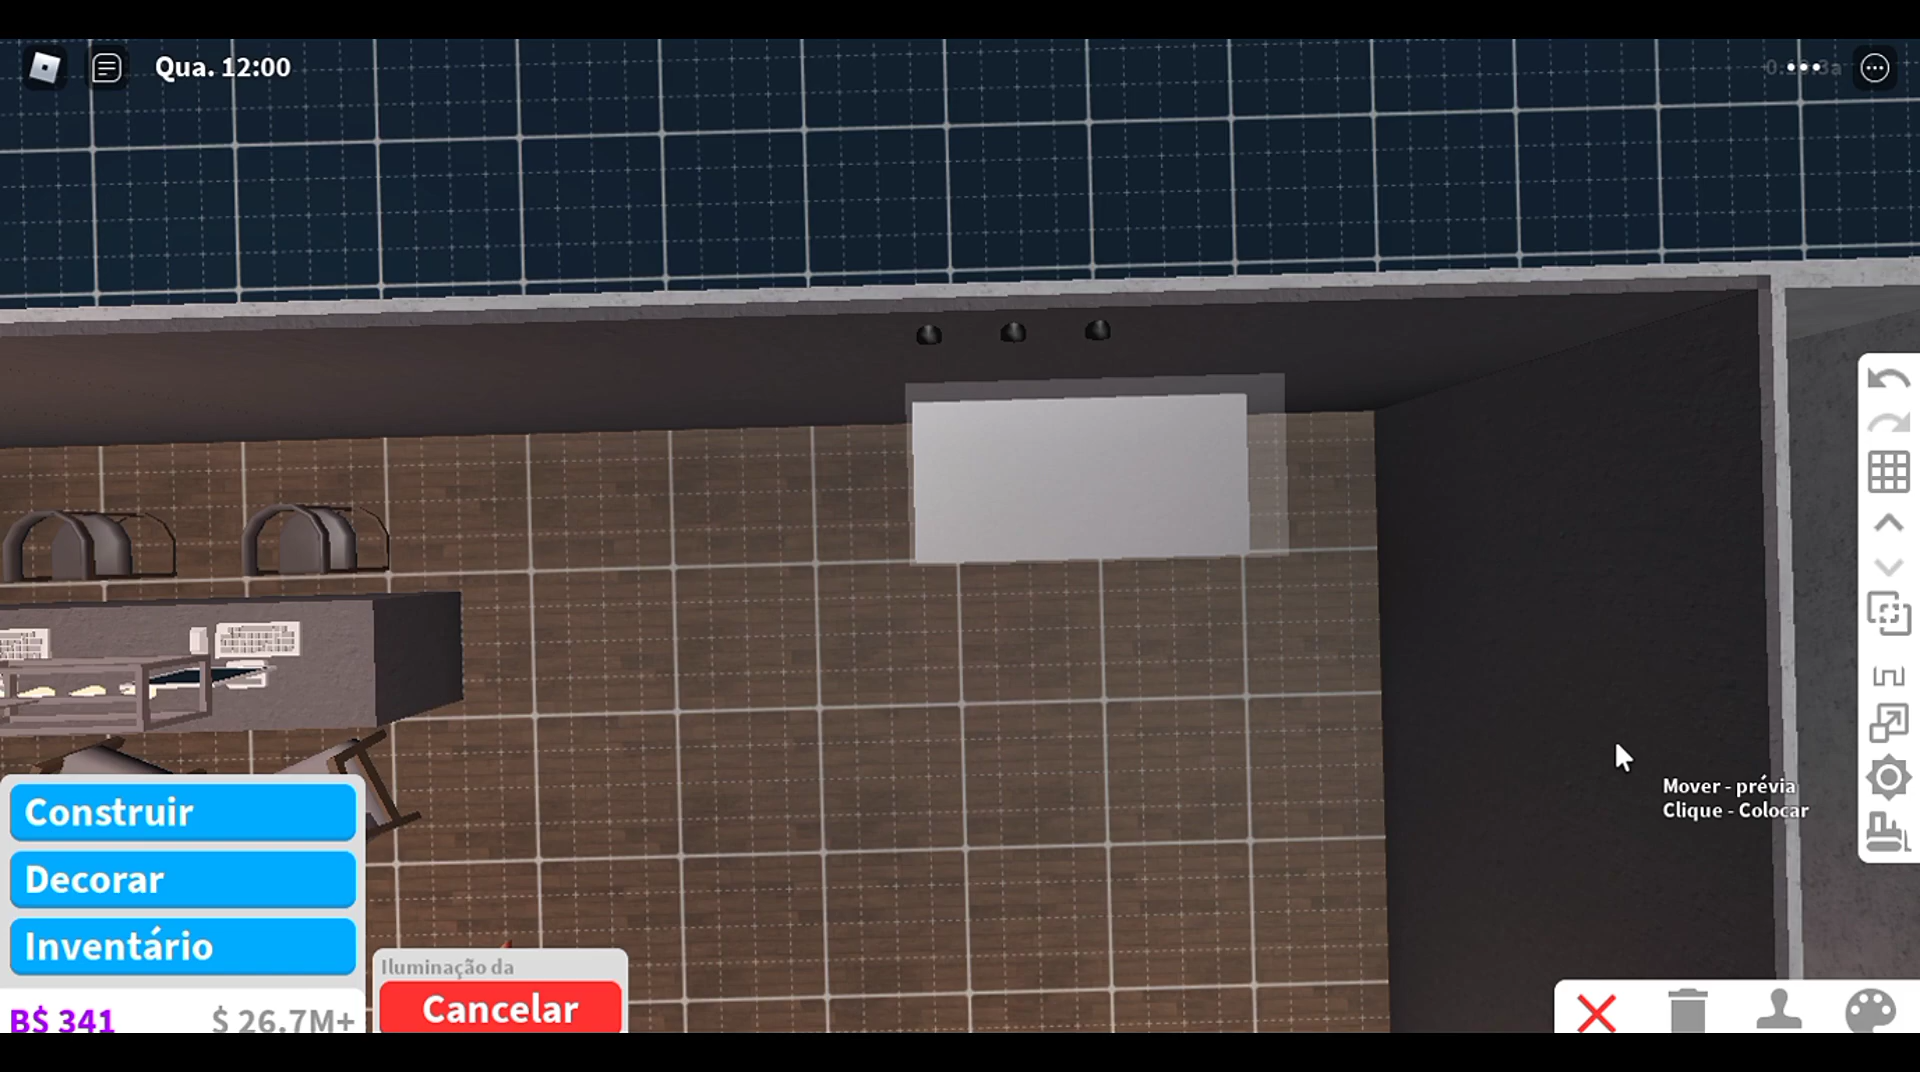 Qua. 12:00
Mover - prévia
Clique - Colocar
Construir
Decorar
Inventário
Iluminação da
Cancelar
B$ 341
$ 26.7M+